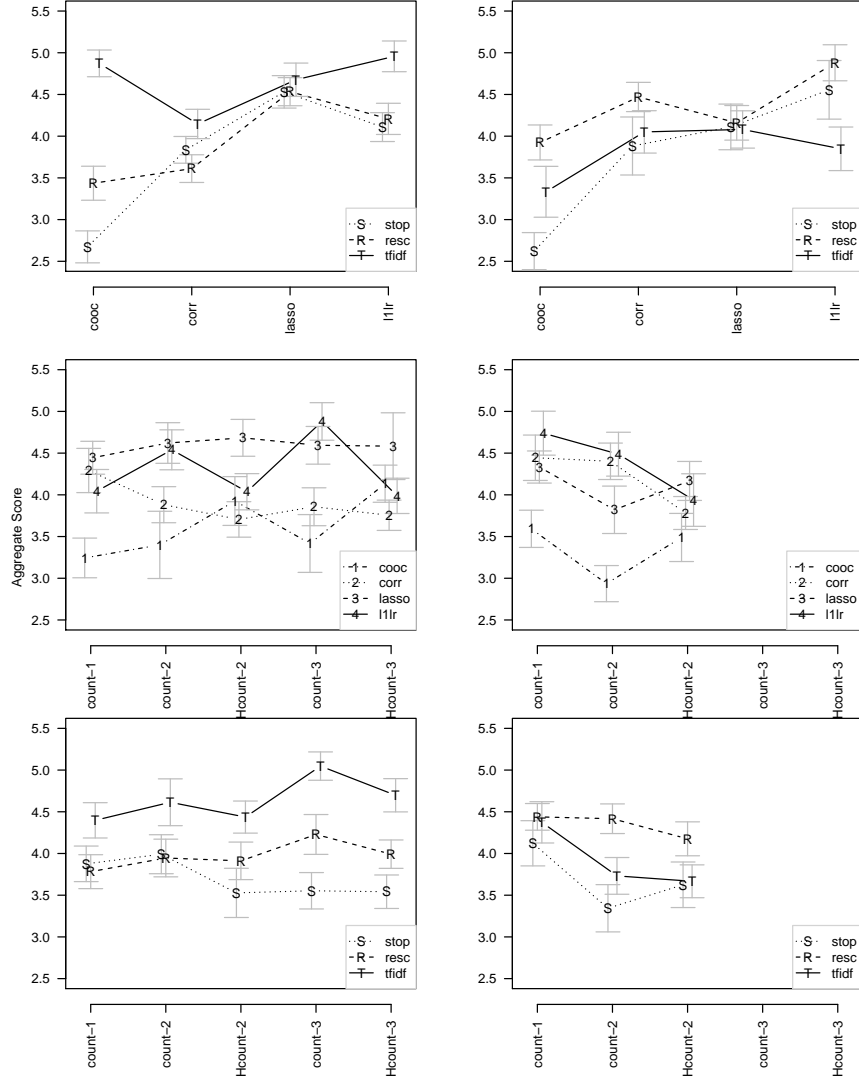 5.5
5.0
4.5
4.0
3.5
3.0
2.5
S stop
R resc
T tfidf
cooc
corr
lasso
l1lr
5.5
5.0
4.5
4.0
3.5
3.0
2.5
S stop
R resc
T tfidf
cooc
corr
lasso
l1lr
Aggregate Score
5.5
5.0
4.5
4.0
3.5
3.0
2.5
1 cooc
2 corr
3 lasso
4 l1lr
count-1
count-2
Hcount-2
count-3
Hcount-3
5.5
5.0
4.5
4.0
3.5
3.0
2.5
1 cooc
2 corr
3 lasso
4 l1lr
count-1
count-2
Hcount-2
count-3
Hcount-3
5.5
5.0
4.5
4.0
3.5
3.0
2.5
S stop
R resc
T tfidf
count-1
count-2
Hcount-2
count-3
Hcount-3
5.5
5.0
4.5
4.0
3.5
3.0
2.5
S stop
R resc
T tfidf
count-1
count-2
Hcount-2
count-3
Hcount-3